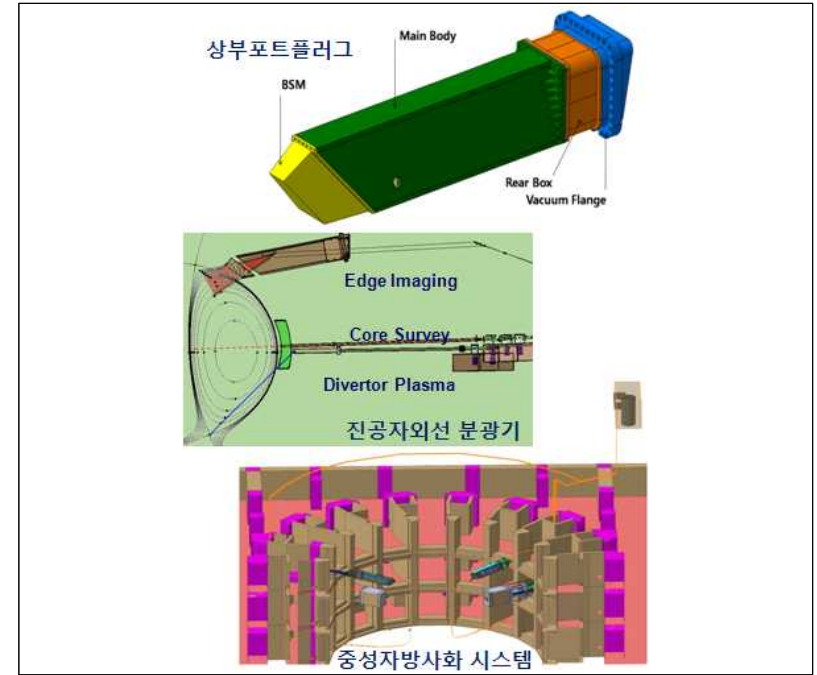 상부포트플러그
Main Body
BSM
Rear Box
Vacuum Flange
Edge Imaging
Core Survey
Divertor Plasma
진공자외선 분광기
중성자방사화 시스템